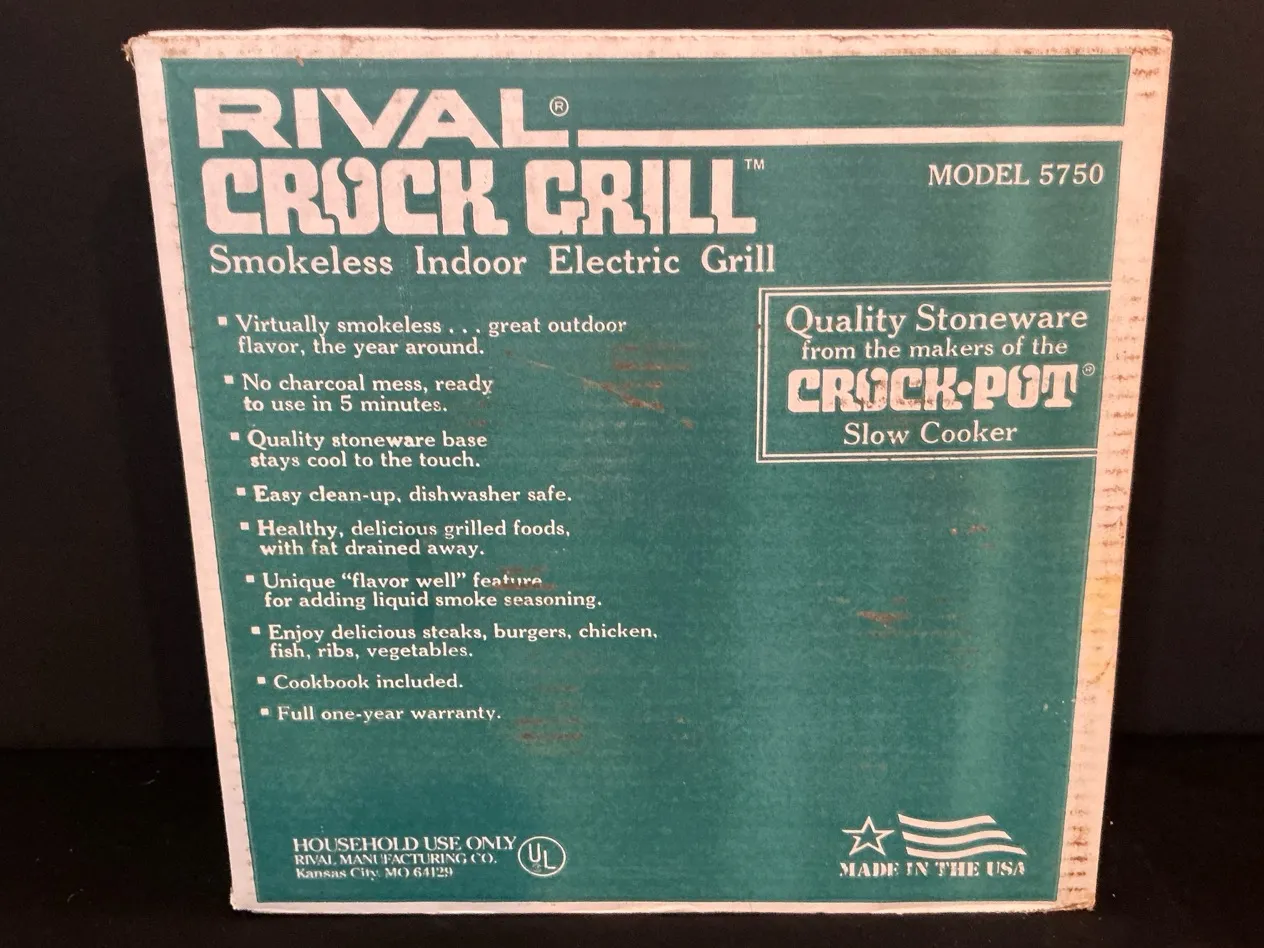 RIVAL®
CROCK GRILL™
MODEL 5750
Smokeless Indoor Electric Grill
▪ Virtually smokeless . . . great outdoor
flavor, the year around.
▪ No charcoal mess, ready
to use in 5 minutes.
▪ Quality stoneware base
stays cool to the touch.
▪ Easy clean-up, dishwasher safe.
▪ Healthy, delicious grilled foods,
with fat drained away.
▪ Unique “flavor well” feature
for adding liquid smoke seasoning.
▪ Enjoy delicious steaks, burgers, chicken,
fish, ribs, vegetables.
▪ Cookbook included.
▪ Full one-year warranty.
Quality Stoneware
from the makers of the
CROCK•POT®
Slow Cooker
HOUSEHOLD USE ONLY
RIVAL MANUFACTURING CO.
Kansas City, MO 64129
UL
MADE IN THE USA